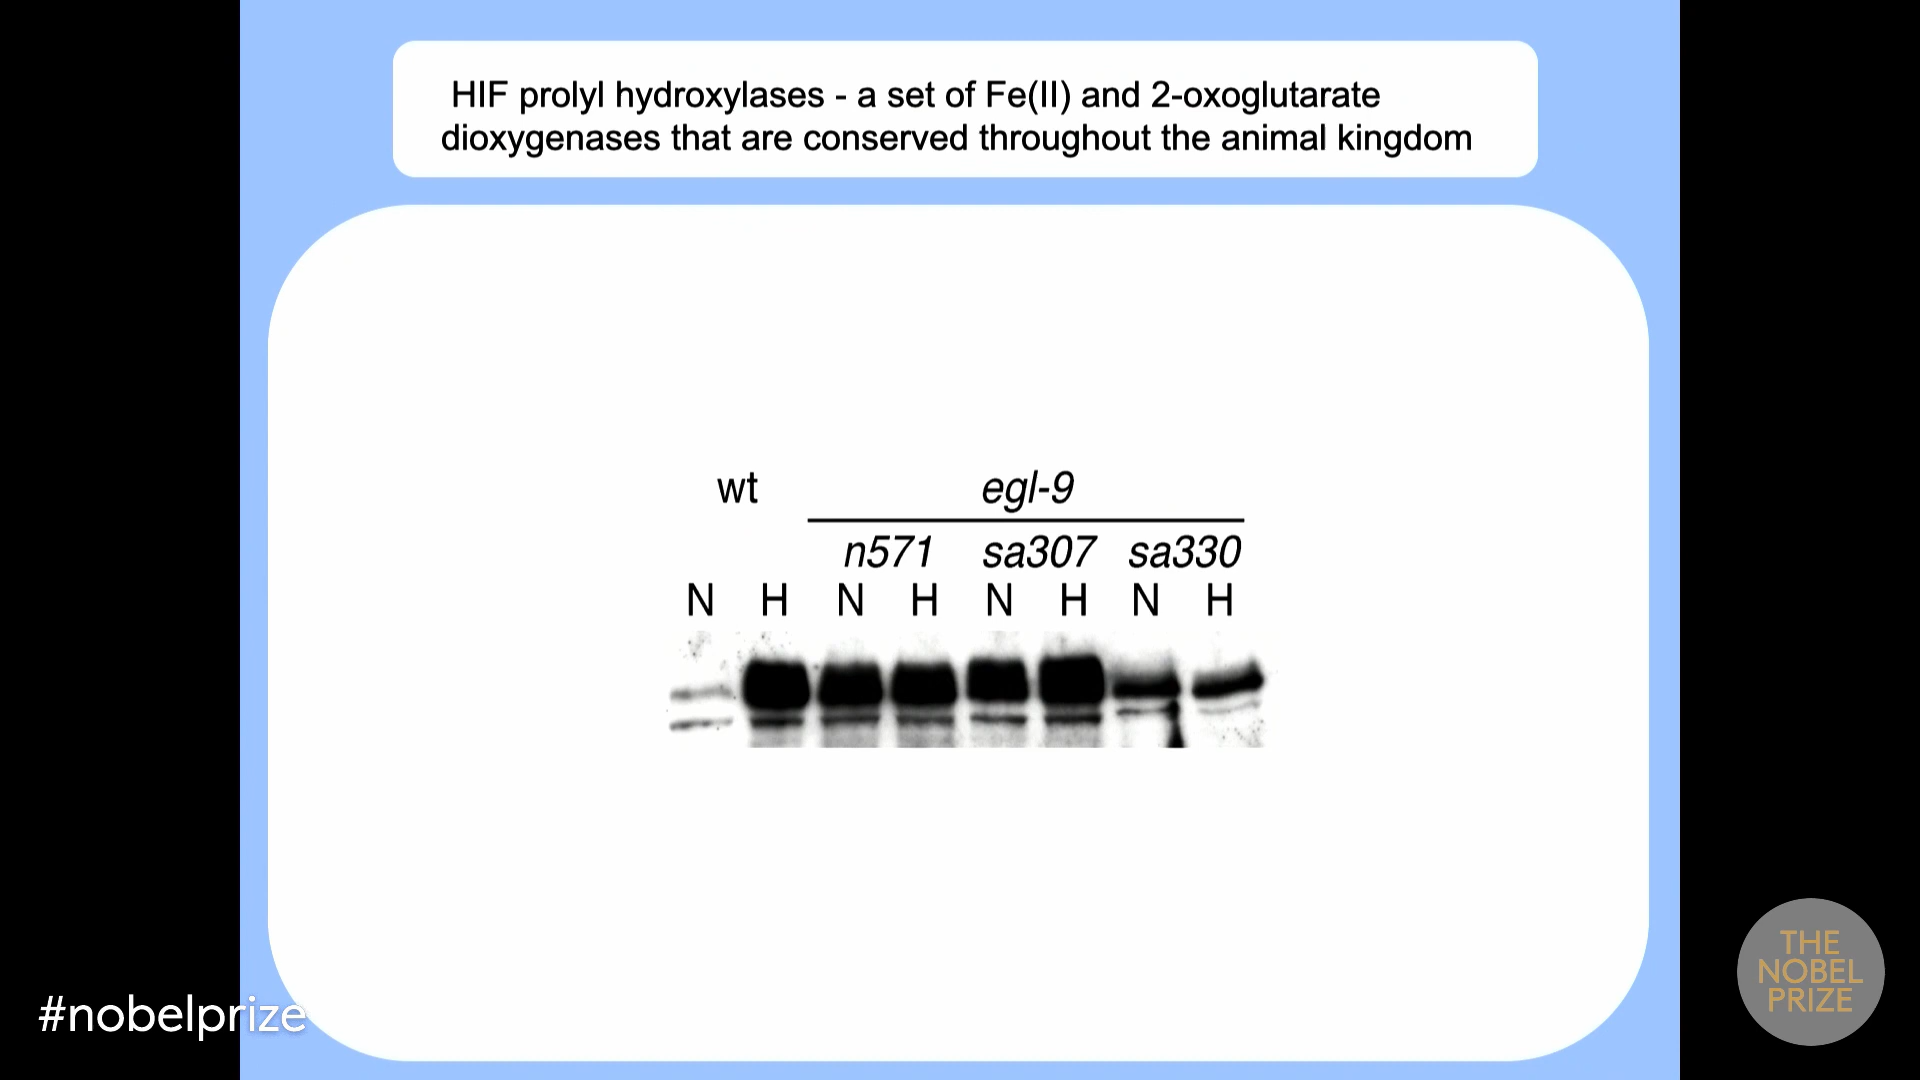 HIF prolyl hydroxylases - a set of Fe(II) and 2-oxoglutarate
dioxygenases that are conserved throughout the animal kingdom
wt egl-9
n571 sa307 sa330
N H N H N H N H
#nobelprize
THE
NOBEL
PRIZE